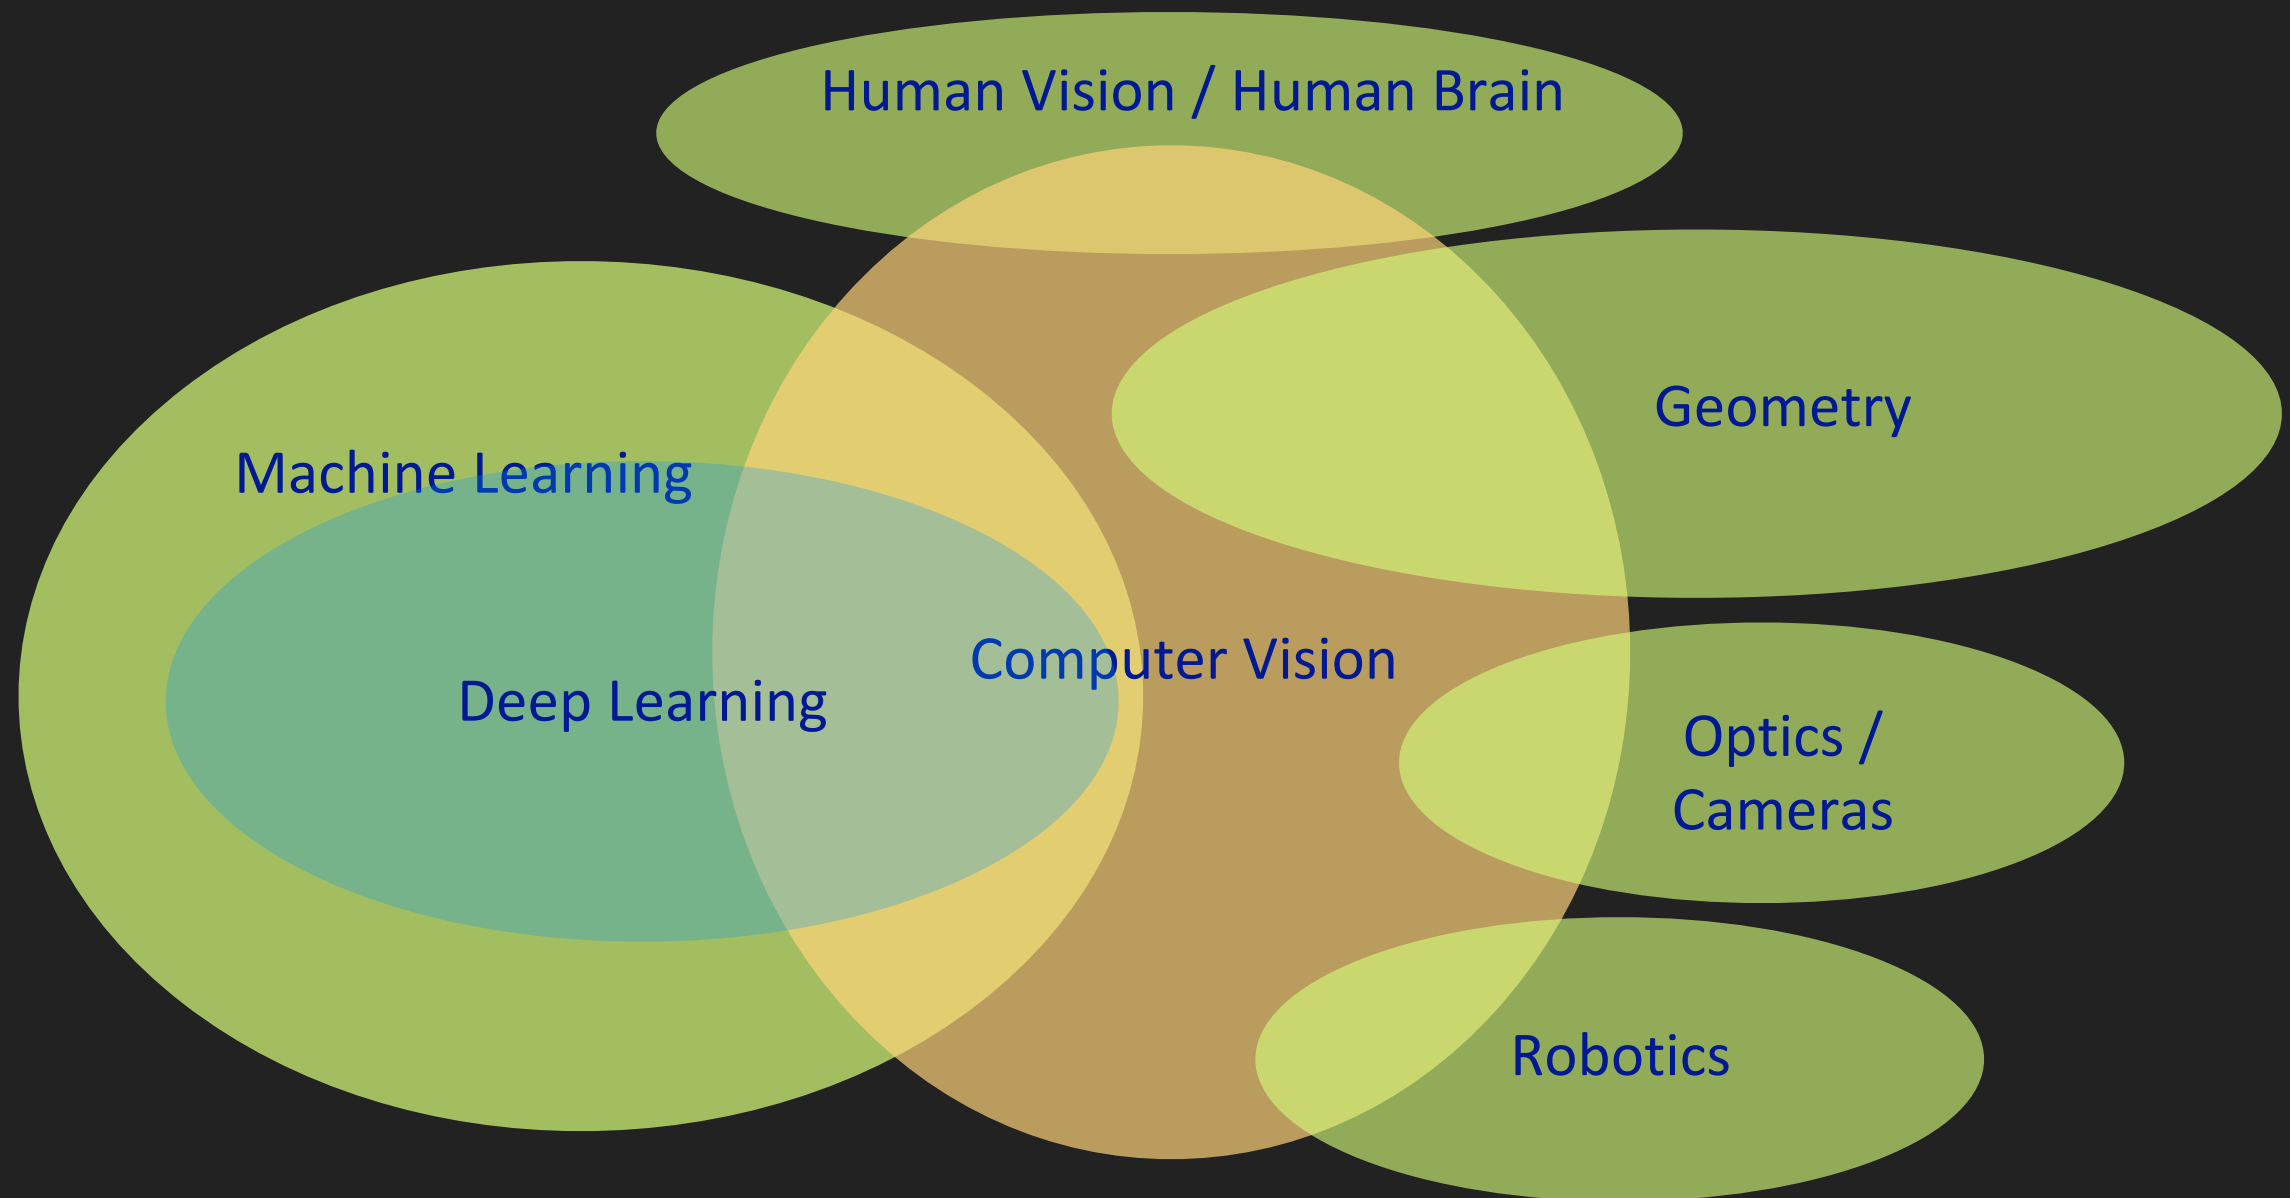 Human Vision / Human Brain
Geometry
Machine Learning
Computer Vision
Deep Learning
Optics /
Cameras
Robotics